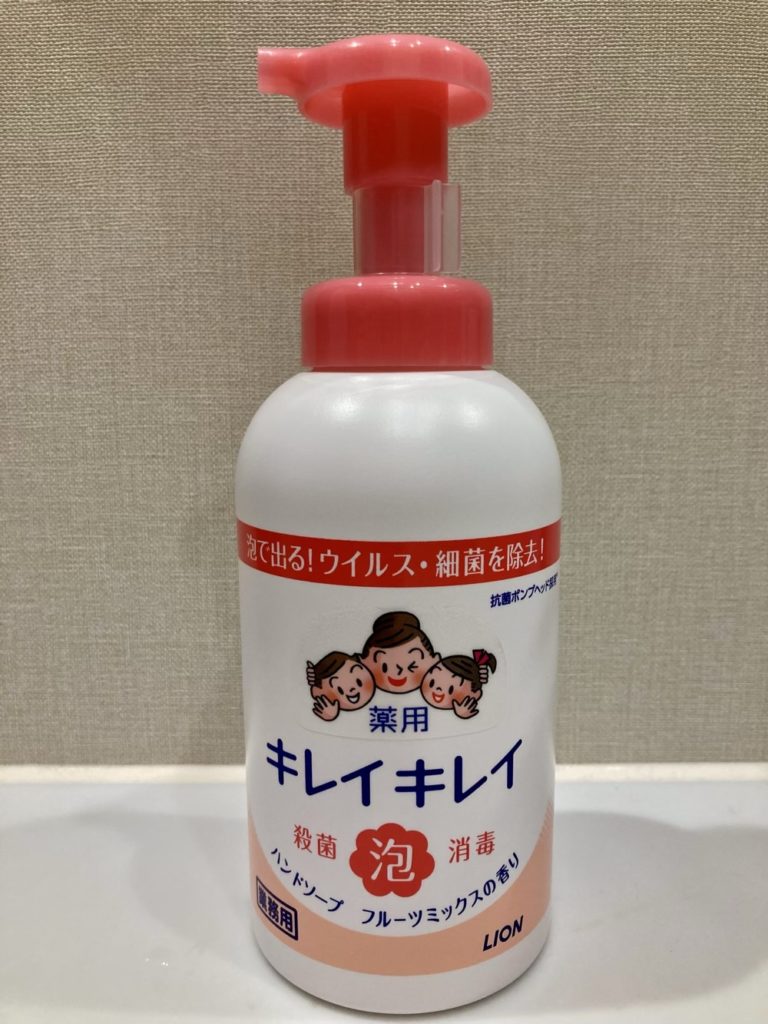 泡で出る!ウイルス・細菌を除去!
抗菌ポンプヘッド
薬用
キレイキレイ
殺菌 泡 消毒
ハンドソープ フルーツミックスの香り
業務用
LION